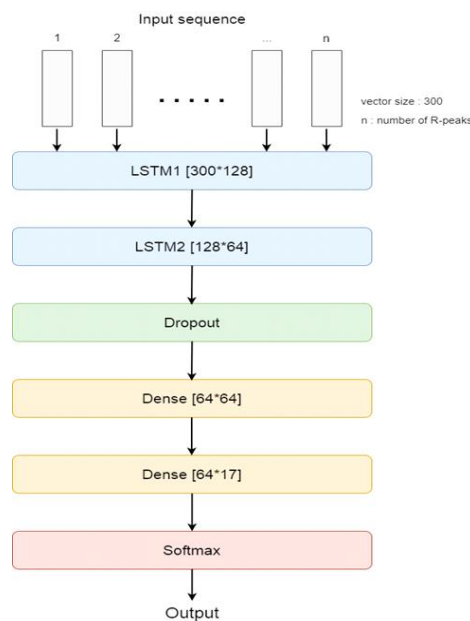 Input sequence
1 2 ... n
vector size : 300
n : number of R-peaks
LSTM1 [300*128]
LSTM2 [128*64]
Dropout
Dense [64*64]
Dense [64*17]
Softmax
Output